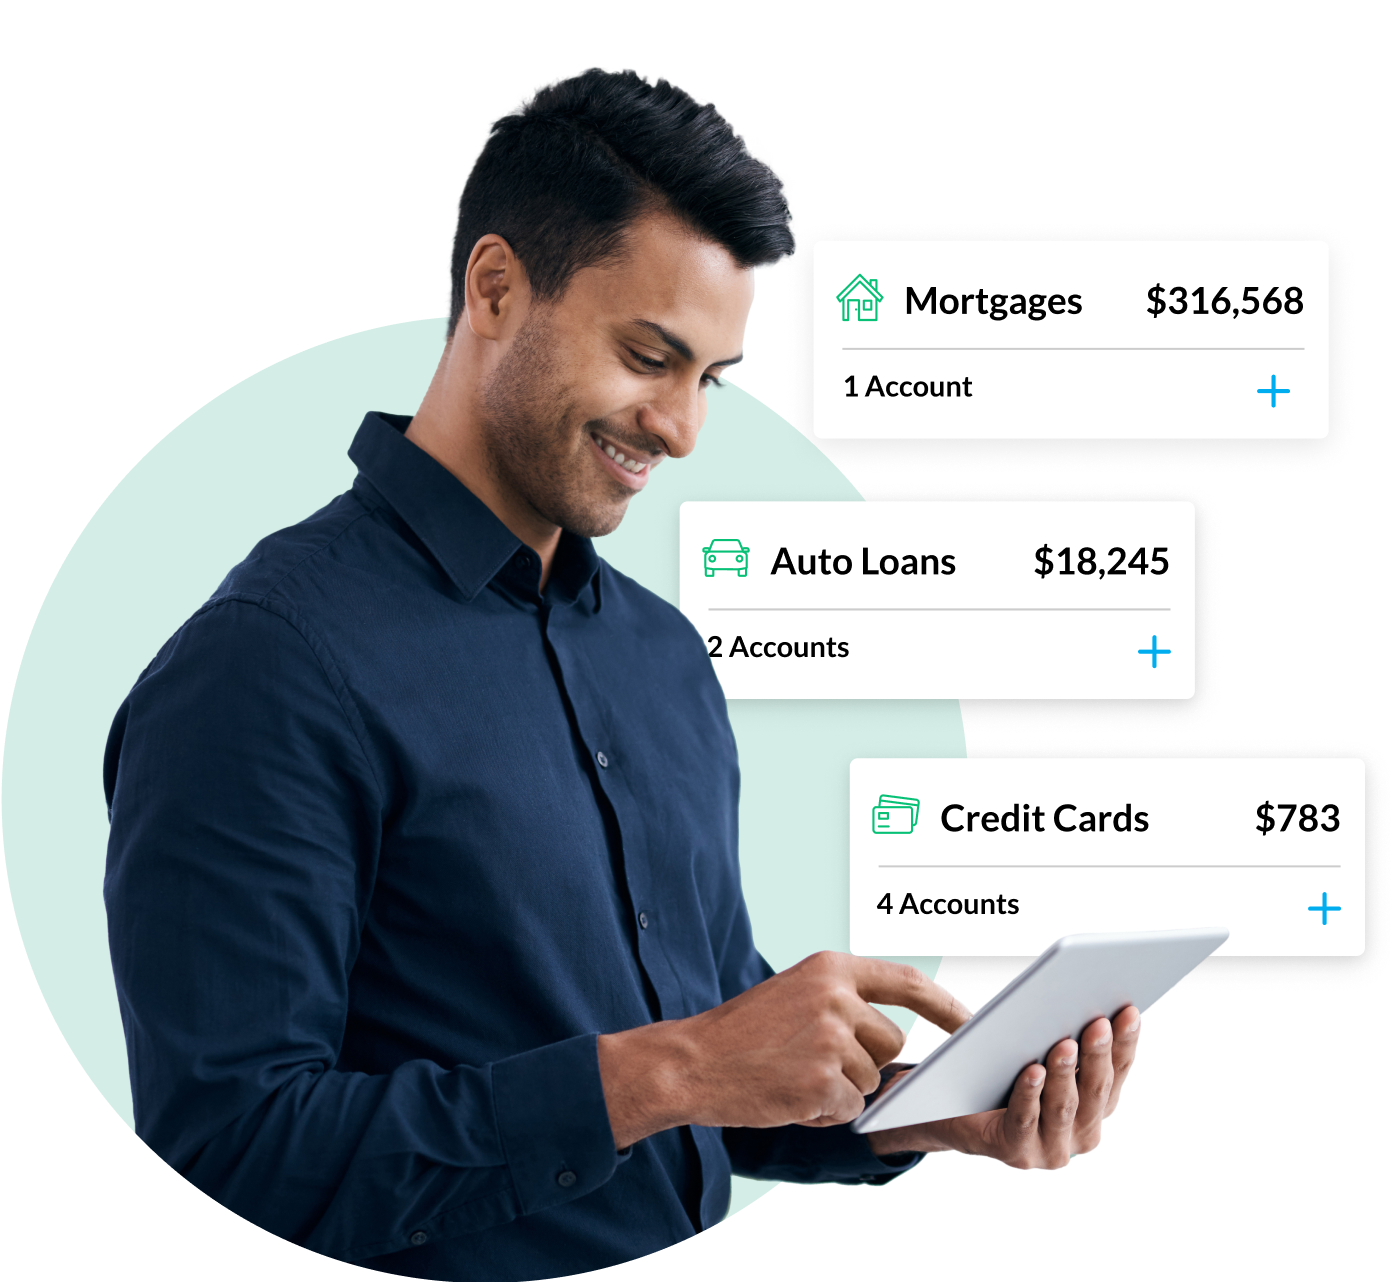 Mortgages $316,568
1 Account
Auto Loans $18,245
2 Accounts
Credit Cards $783
4 Accounts